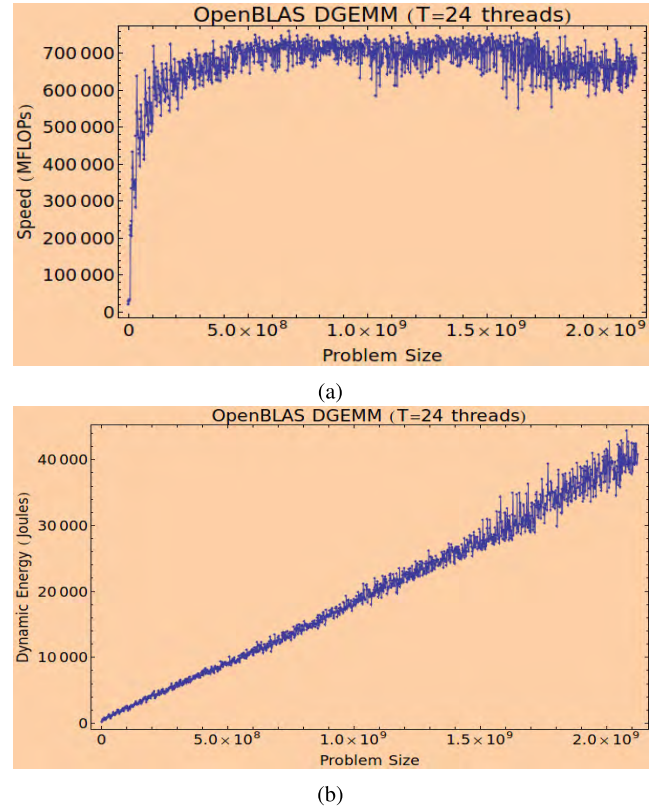 OpenBLAS DGEMM (T=24 threads)
Speed (MFLOPs)
700 000
600 000
500 000
400 000
300 000
200 000
100 000
0
0 5.0×10⁸ 1.0×10⁹ 1.5×10⁹ 2.0×10⁹
Problem Size
(a)
OpenBLAS DGEMM (T=24 threads)
Dynamic Energy (Joules)
40 000
30 000
20 000
10 000
0
0 5.0×10⁸ 1.0×10⁹ 1.5×10⁹ 2.0×10⁹
Problem Size
(b)